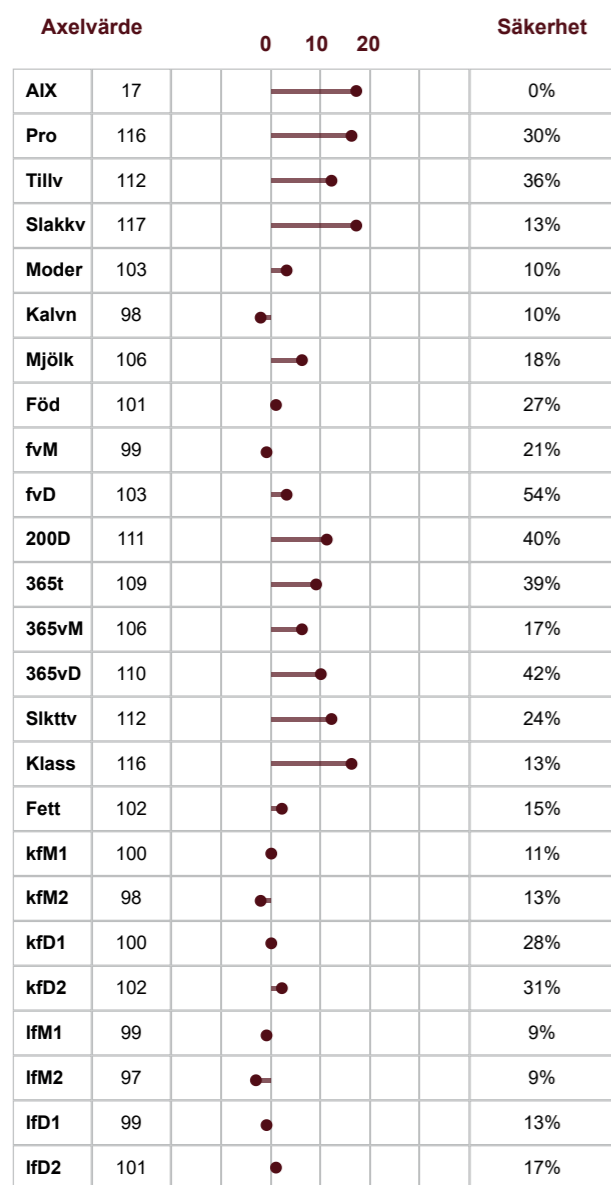 Axelvärde 0 10 20 Säkerhet
AIX 17 0%
Pro 116 30%
Tillv 112 36%
Slakkv 117 13%
Moder 103 10%
Kalvn 98 10%
Mjölk 106 18%
Föd 101 27%
fvM 99 21%
fvD 103 54%
200D 111 40%
365t 109 39%
365vM 106 17%
365vD 110 42%
Slkttv 112 24%
Klass 116 13%
Fett 102 15%
kfM1 100 11%
kfM2 98 13%
kfD1 100 28%
kfD2 102 31%
lfM1 99 9%
lfM2 97 9%
lfD1 99 13%
lfD2 101 17%